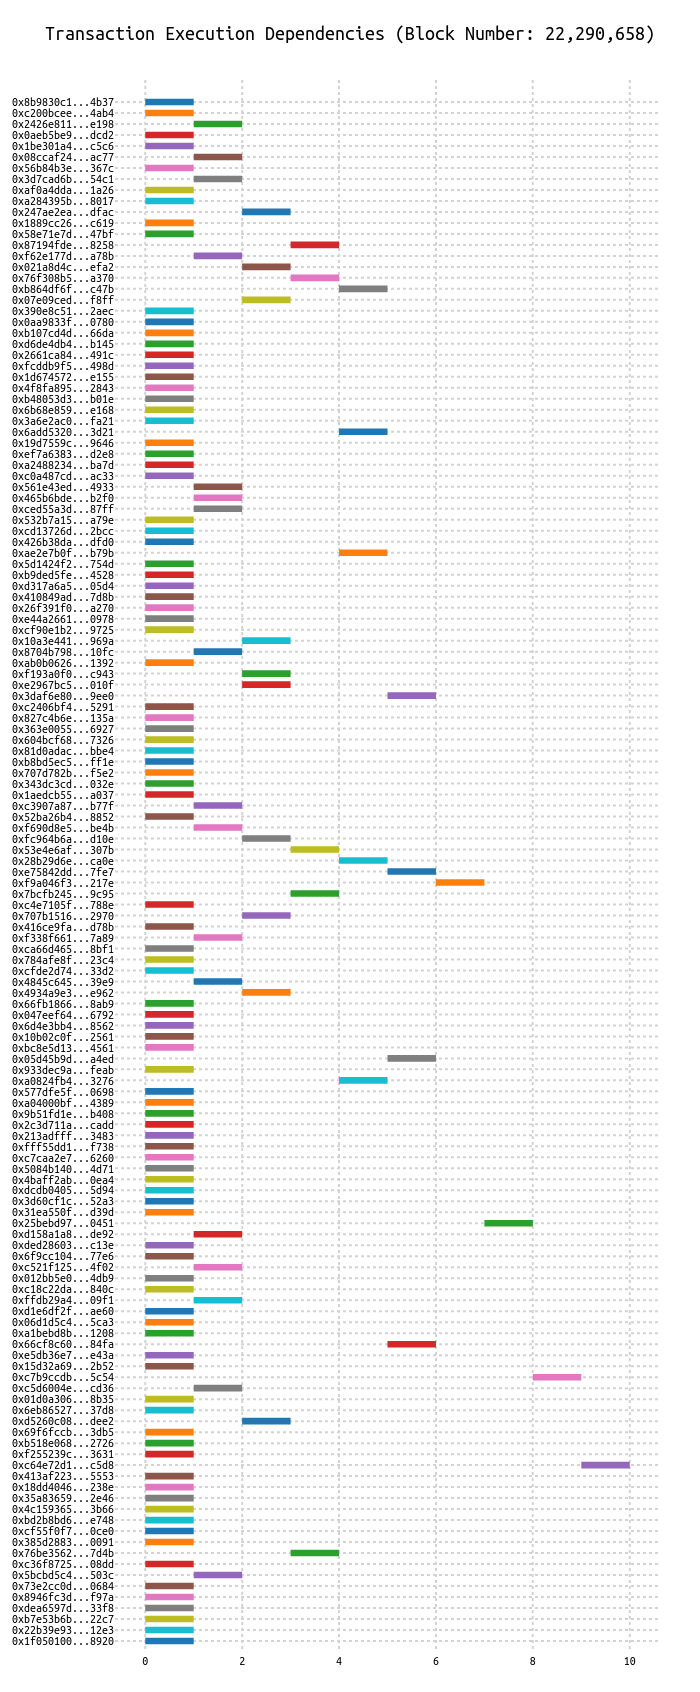 Transaction Execution Dependencies (Block Number: 22,290,658)
0x8b9830c1...4b37
0xc200bcee...4ab4
0x2426e811...e198
0x0aeb5be9...dcd2
0x1be301a4...c5c6
0x08ccaf24...ac77
0x56b84b3e...367c
0x3d7cad6b...54c1
0xaf0a4dda...1a26
0xa284395b...8017
0x247ae2ea...dfac
0x1889cc26...c619
0x58e71e7d...47bf
0x87194fde...8258
0xf62e177d...a78b
0x021a8d4c...efa2
0x76f308b5...a370
0xb864df6f...c47b
0x07e09ced...f8ff
0x390e8c51...2aec
0x0aa9833f...0780
0xb107cd4d...66da
0xd6de4db4...b145
0x2661ca84...491c
0xfcddb9f5...498d
0x1d674572...e155
0x4f8fa895...2843
0xb48053d3...b01e
0x6b68e859...e168
0x3a6e2ac0...fa21
0x6add5320...3d21
0x19d7559c...9646
0xef7a6383...d2e8
0xa2488234...ba7d
0xc0a487cd...ac33
0x561e43ed...4933
0x465b6bde...b2f0
0xced55a3d...87ff
0x532b7a15...a79e
0xcd13726d...2bcc
0x426b38da...dfd0
0xae2e7b0f...b79b
0x5d1424f2...754d
0xb9ded5fe...4528
0xd317a6a5...05d4
0x410849ad...7d8b
0x26f391f0...a270
0xe44a2661...0978
0xcf90e1b2...9725
0x10a3e441...969a
0x8704b798...10fc
0xab0b0626...1392
0xf193a0f0...c943
0xe2967bc5...010f
0x3daf6e80...9ee0
0xc2406bf4...5291
0x827c4b6e...135a
0x363e0055...6927
0x604bcf68...7326
0x81d0adac...bbe4
0xb8bd5ec5...ff1e
0x707d782b...f5e2
0x343dc3cd...032e
0x1aedcb55...a037
0xc3907a87...b77f
0x52ba26b4...8852
0xf690d8e5...be4b
0xfc964b6a...d10e
0x53e4e6af...307b
0x28b29d6e...ca0e
0xe75842dd...7fe7
0xf9a046f3...217e
0x7bcfb245...9c95
0xc4e7105f...788e
0x707b1516...2970
0x416ce9fa...d78b
0xf338f661...7a89
0xca66d465...8bf1
0x784afe8f...23c4
0xcfde2d74...33d2
0x4845c645...39e9
0x4934a9e3...e962
0x66fb1866...8ab9
0x047eef64...6792
0x6d4e3bb4...8562
0x10b02c0f...2561
0xbc8e5d13...4561
0x05d45b9d...a4ed
0x933dec9a...feab
0xa0824fb4...3276
0x577dfe5f...0698
0xa04000bf...4389
0x9b51fd1e...b408
0x2c3d711a...cadd
0x213adfff...3483
0xfff55dd1...f738
0xc7caa2e7...6260
0x5084b140...4d71
0x4baff2ab...0ea4
0xdcdb0405...5d94
0x3d60cf1c...52a3
0x31ea550f...d39d
0x25bebd97...0451
0xd158a1a8...de92
0xded28603...c13e
0x6f9cc104...77e6
0xc521f125...4f02
0x012bb5e0...4db9
0xc18c22da...840c
0xffdb29a4...09f1
0xd1e6df2f...ae60
0x06d1d5c4...5ca3
0xa1bebd8b...1208
0x66cf8c60...84fa
0xe5db36e7...e43a
0x15d32a69...2b52
0xc7b9ccdb...5c54
0xc5d6004e...cd36
0x01d0a306...8b35
0x6eb86527...37d8
0xd5260c08...dee2
0x69f6fccb...3db5
0xb518e068...2726
0xf255239c...3631
0xc64e72d1...c5d8
0x413af223...5553
0x18dd4046...238e
0x35a83659...2e46
0x4c159365...3b66
0xbd2b8bd6...e748
0xcf55f0f7...0ce0
0x385d2883...0091
0x76be3562...7d4b
0xc36f8725...08dd
0x5bcbd5c4...503c
0x73e2cc0d...0684
0x8946fc3d...f97a
0xdea6597d...33f8
0xb7e53b6b...22c7
0x22b39e93...12e3
0x1f050100...8920
0 2 4 6 8 10